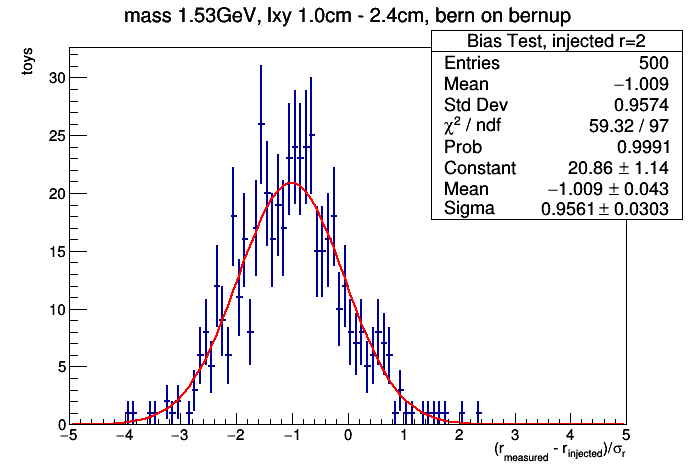 mass 1.53GeV, lxy 1.0cm - 2.4cm, bern on bernup
Bias Test, injected r=2
Entries 500
Mean −1.009
Std Dev 0.9574
χ² / ndf 59.32 / 97
Prob 0.9991
Constant 20.86 ± 1.14
Mean −1.009 ± 0.043
Sigma 0.9561 ± 0.0303
toys
30
25
20
15
10
5
0
−5 −4 −3 −2 −1 0 1 2 3 4 5
(r_measured - r_injected)/σ_r